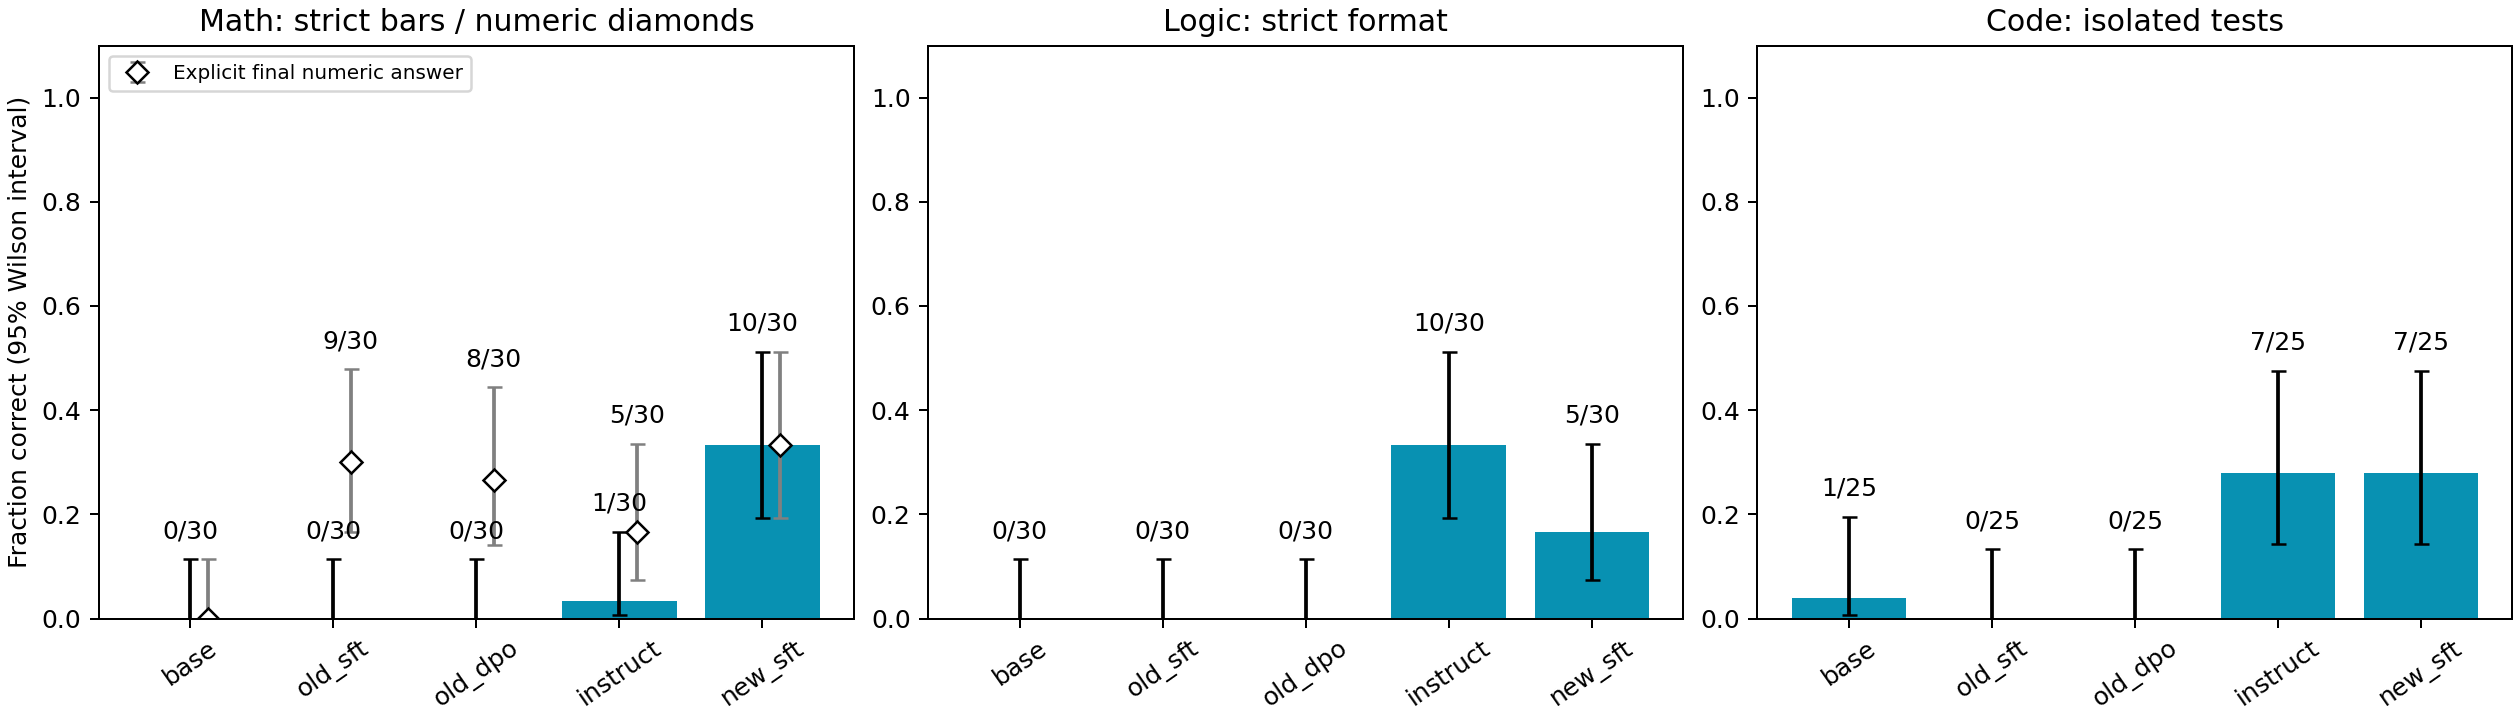 Math: strict bars / numeric diamonds
Explicit final numeric answer
Fraction correct (95% Wilson interval)
1.0
0.8
0.6
0.4
0.2
0.0
0/30
0/30
9/30
0/30
8/30
1/30
5/30
10/30
base
old_sft
old_dpo
instruct
new_sft
Logic: strict format
1.0
0.8
0.6
0.4
0.2
0.0
0/30
0/30
0/30
10/30
5/30
base
old_sft
old_dpo
instruct
new_sft
Code: isolated tests
1.0
0.8
0.6
0.4
0.2
0.0
1/25
0/25
0/25
7/25
7/25
base
old_sft
old_dpo
instruct
new_sft